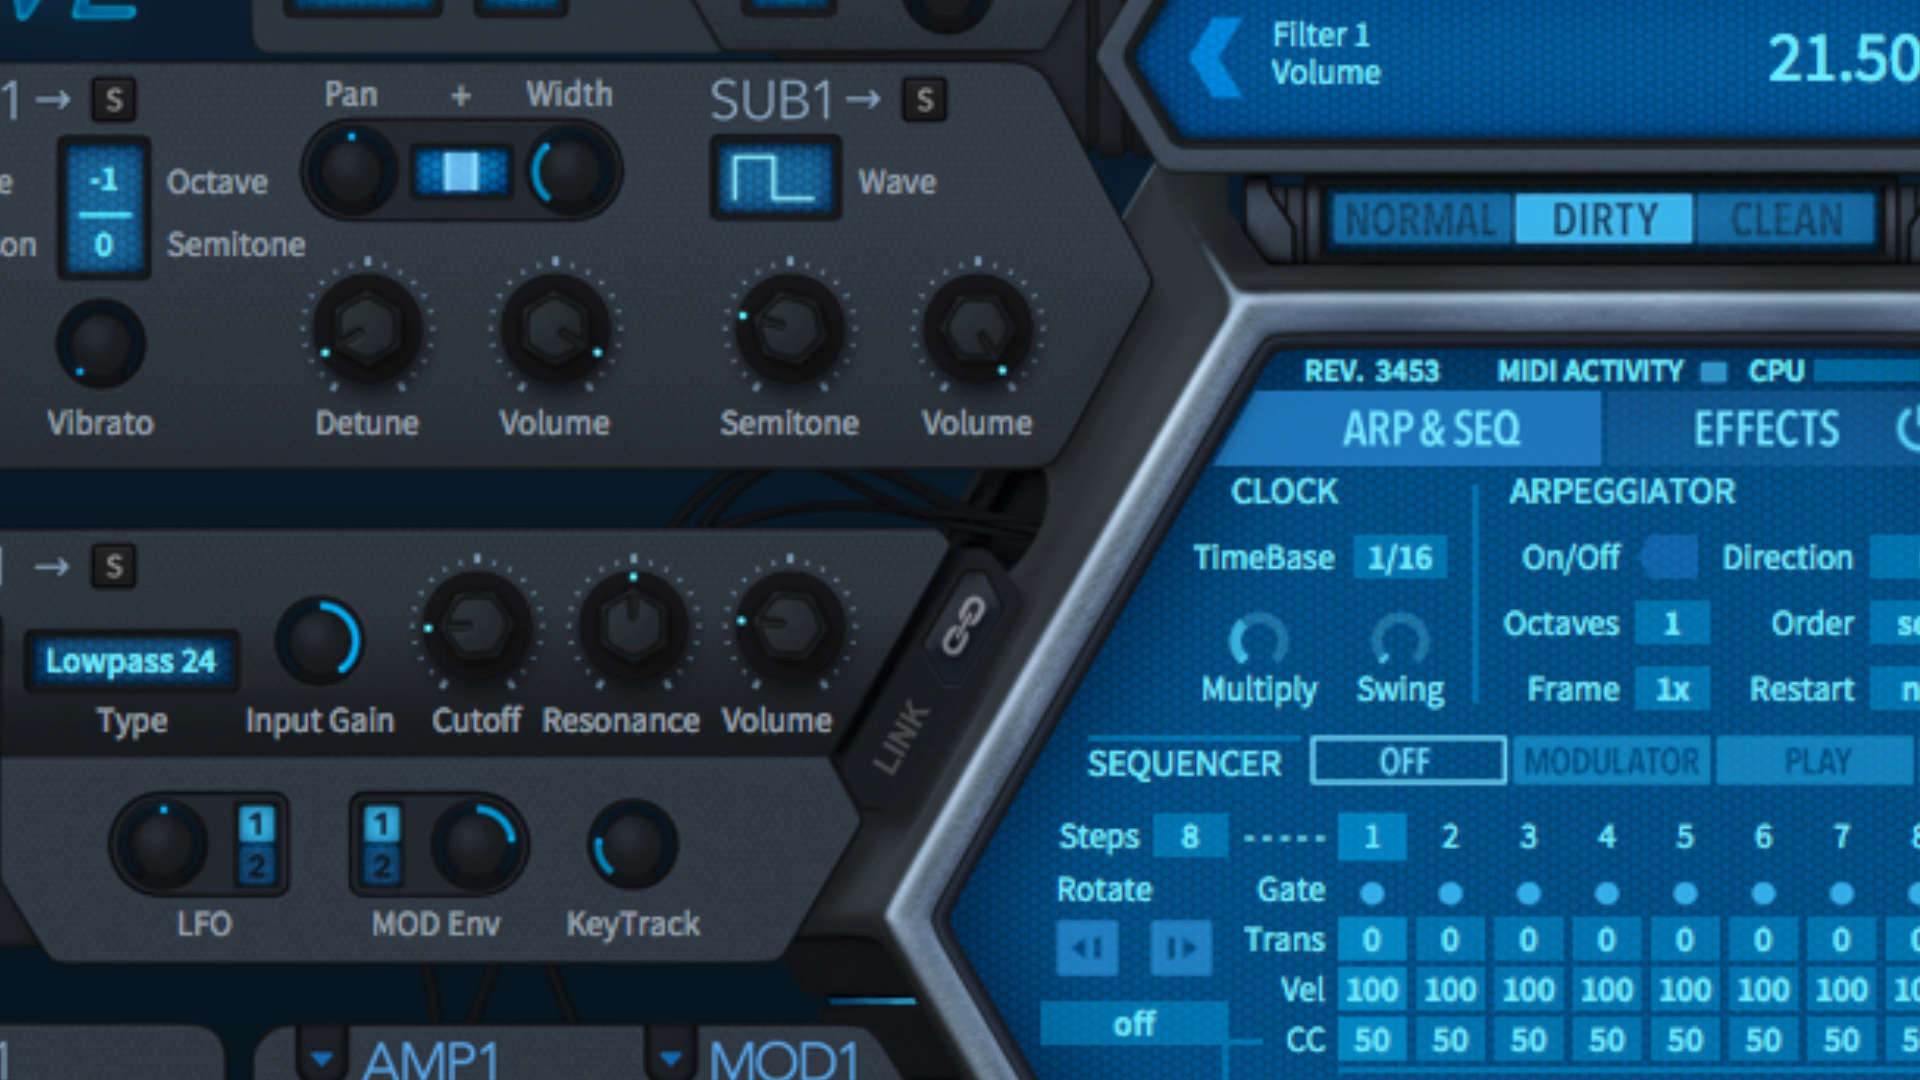 Filter 1
Volume
21.50
1 → S
Pan + Width
SUB1 → S
-1 Octave
0 Semitone
Wave
NORMAL DIRTY CLEAN
Vibrato Detune Volume Semitone Volume
REV. 3453 MIDI ACTIVITY CPU
ARP & SEQ EFFECTS
CLOCK ARPEGGIATOR
TimeBase 1/16 On/Off Direction
Octaves 1 Order
Multiply Swing Frame 1x Restart
→ S
Lowpass 24
Type Input Gain Cutoff Resonance Volume
LINK
SEQUENCER OFF MODULATOR PLAY
1 2
LFO
1 2
MOD Env KeyTrack
Steps 8 ----- 1 2 3 4 5 6 7
Rotate Gate
Trans 0 0 0 0 0 0 0
Vel 100 100 100 100 100 100 100
off CC 50 50 50 50 50 50 50
AMP1 MOD1